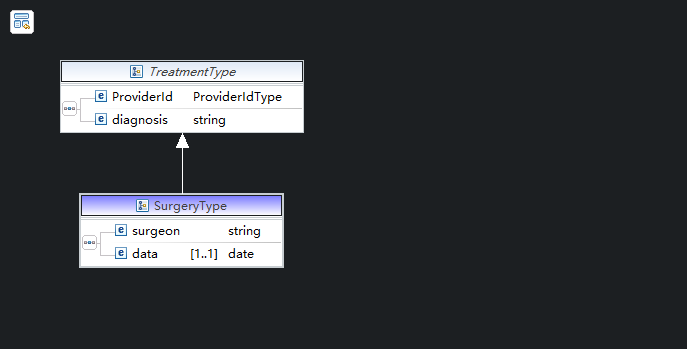 TreatmentType
e ProviderId ProviderIdType
e diagnosis string
SurgeryType
e surgeon string
e data [1..1] date